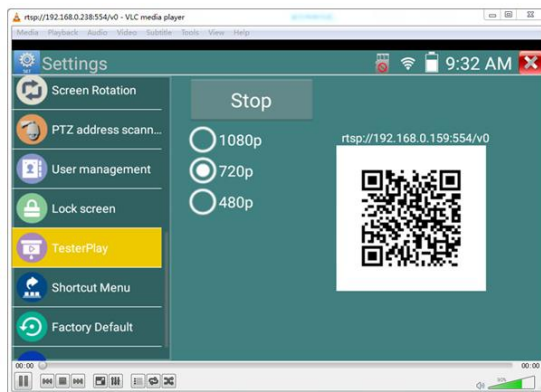 rtsp://192.168.0.238:554/v0 - VLC media player
Media Playback Audio Video Subtitle Tools View Help
Settings
9:32 AM
Screen Rotation
PTZ address scann...
User management
Lock screen
TesterPlay
Shortcut Menu
Factory Default
Stop
1080p
720p
480p
rtsp://192.168.0.159:554/v0
00:00
00:00